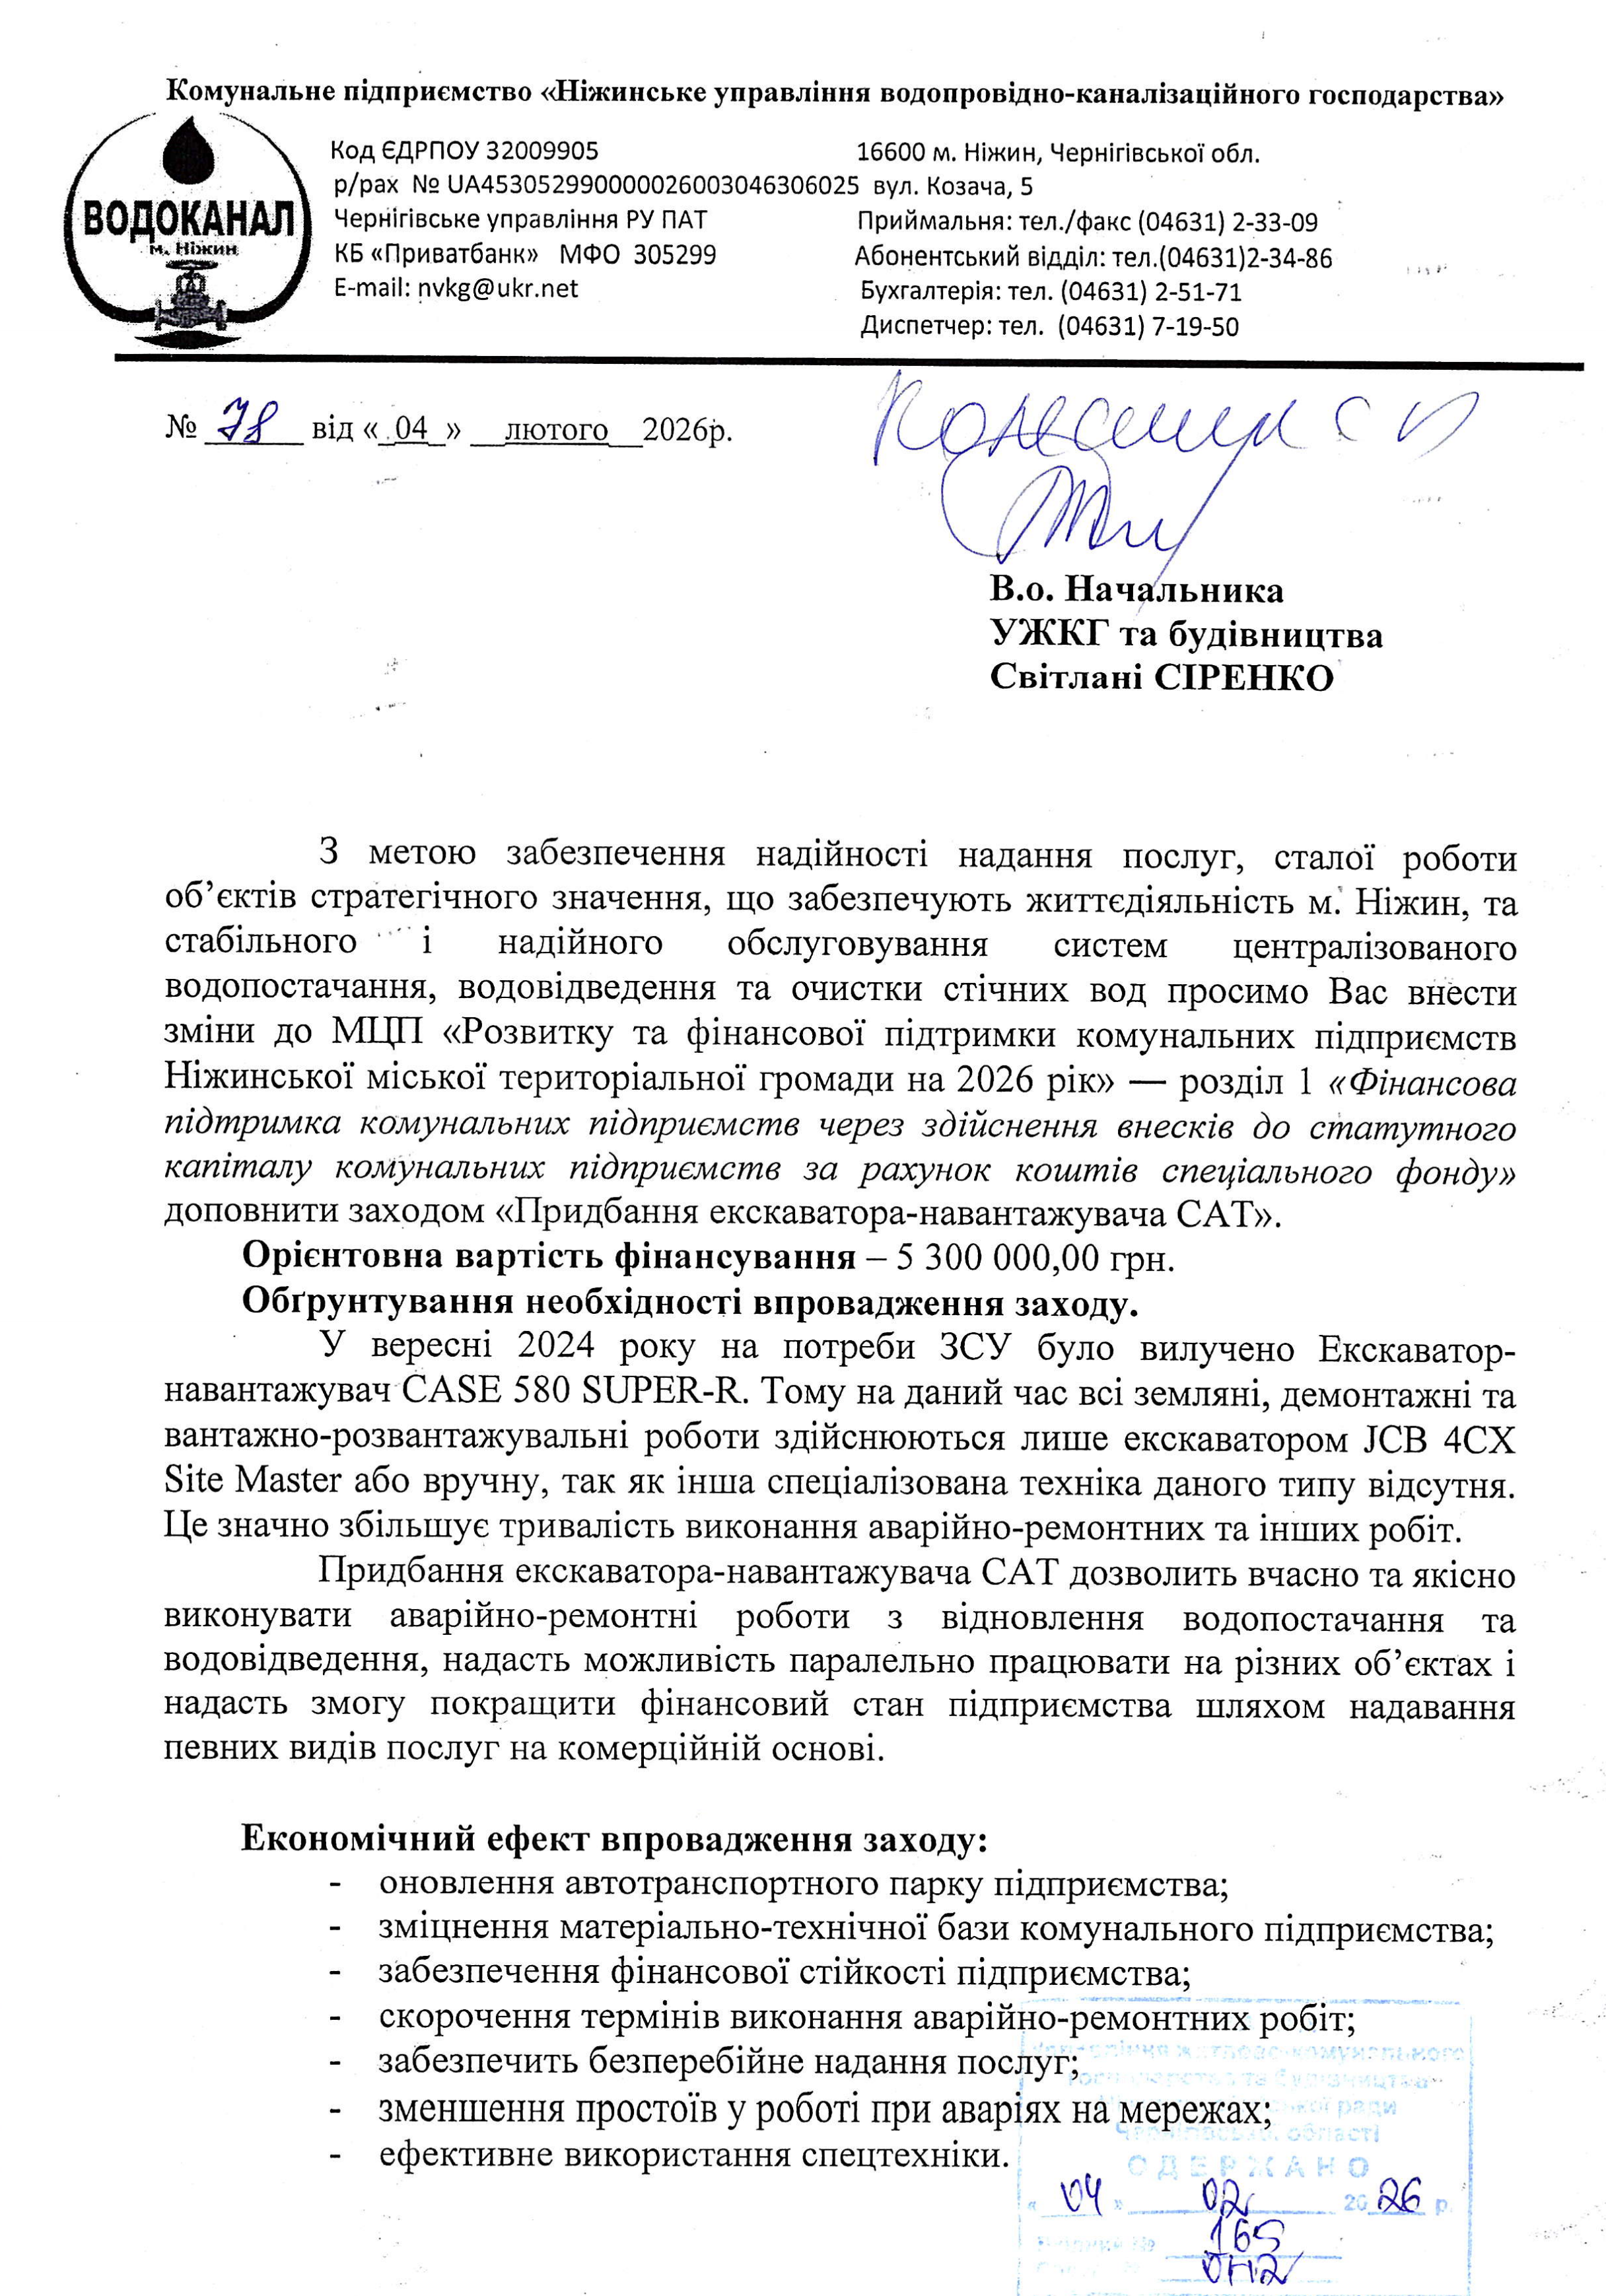 Комунальне підприємство «Ніжинське управління водопровідно-каналізаційного господарства»
ВОДОКАНАЛ
м. Ніжин
Код ЄДРПОУ 32009905
р/рах № UA453052990000026003046306025
Чернігівське управління РУ ПАТ
КБ «Приватбанк» МФО 305299
E-mail: nvkg@ukr.net
16600 м. Ніжин, Чернігівської обл.
вул. Козача, 5
Приймальня: тел./факс (04631) 2-33-09
Абонентський відділ: тел.(04631)2-34-86
Бухгалтерія: тел. (04631) 2-51-71
Диспетчер: тел. (04631) 7-19-50
№ 78 від «_04_» __лютого__2026р.
В.о. Начальника
УЖКГ та будівництва
Світлані СІРЕНКО
З метою забезпечення надійності надання послуг, сталої роботи
об’єктів стратегічного значення, що забезпечують життєдіяльність м. Ніжин, та
стабільного і надійного обслуговування систем централізованого
водопостачання, водовідведення та очистки стічних вод просимо Вас внести
зміни до МЦП «Розвитку та фінансової підтримки комунальних підприємств
Ніжинської міської територіальної громади на 2026 рік» — розділ 1 «Фінансова
підтримка комунальних підприємств через здійснення внесків до статутного
капіталу комунальних підприємств за рахунок коштів спеціального фонду»
доповнити заходом «Придбання екскаватора-навантажувача САТ».
Орієнтовна вартість фінансування – 5 300 000,00 грн.
Обґрунтування необхідності впровадження заходу.
У вересні 2024 року на потреби ЗСУ було вилучено Екскаватор-
навантажувач CASE 580 SUPER-R. Тому на даний час всі земляні, демонтажні та
вантажно-розвантажувальні роботи здійснюються лише екскаватором JCB 4CX
Site Master або вручну, так як інша спеціалізована техніка даного типу відсутня.
Це значно збільшує тривалість виконання аварійно-ремонтних та інших робіт.
Придбання екскаватора-навантажувача САТ дозволить вчасно та якісно
виконувати аварійно-ремонтні роботи з відновлення водопостачання та
водовідведення, надасть можливість паралельно працювати на різних об’єктах і
надасть змогу покращити фінансовий стан підприємства шляхом надавання
певних видів послуг на комерційній основі.
Економічний ефект впровадження заходу:
- оновлення автотранспортного парку підприємства;
- зміцнення матеріально-технічної бази комунального підприємства;
- забезпечення фінансової стійкості підприємства;
- скорочення термінів виконання аварійно-ремонтних робіт;
- забезпечить безперебійне надання послуг;
- зменшення простоїв у роботі при аваріях на мережах;
- ефективне використання спецтехніки.
житлово-комунального
господарства та будівництва
ради
області
ОДЕРЖАНО
«04» 02 2026 р.
165